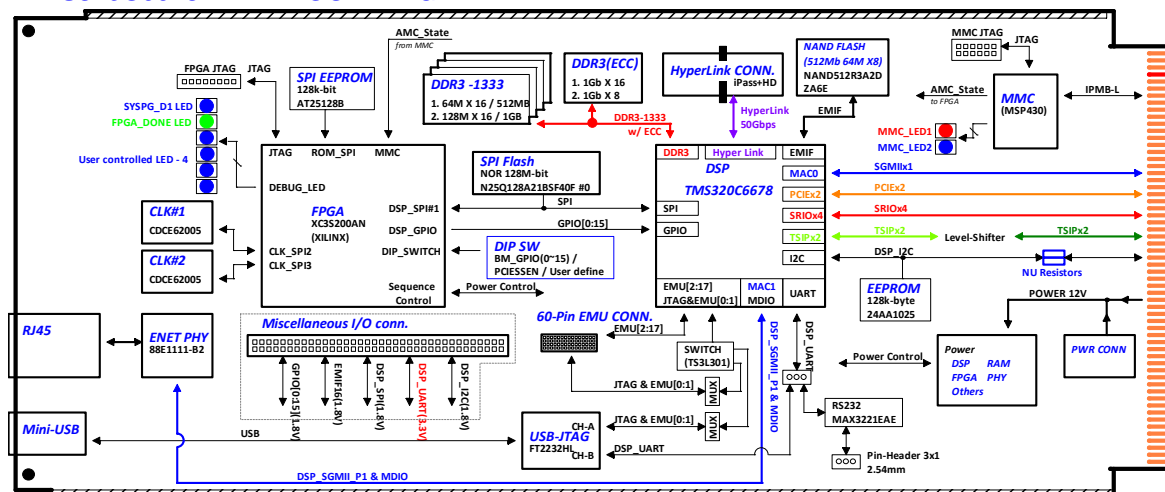 AMC_State
from MMC
FPGA JTAG
JTAG
SPI EEPROM
128k-bit
AT25128B
DDR3 -1333
1. 64M X 16 / 512MB
2. 128M X 16 / 1GB
DDR3(ECC)
1. 1Gb X 16
2. 1Gb X 8
HyperLink CONN.
iPass+HD
NAND FLASH
(512Mb 64M X8)
NAND512R3A2D
ZA6E
MMC JTAG
JTAG
MMC
(MSP430)
IPMB-L
AMC_State
to FPGA
MMC_LED1
MMC_LED2
SYSPG_D1 LED
FPGA_DONE LED
User controlled LED - 4
DDR3-1333
w/ ECC
HyperLink
50Gbps
EMIF
JTAG
ROM_SPI
MMC
DEBUG_LED
FPGA
XC3S200AN
(XILINX)
DSP_SPI#1
DSP_GPIO
DIP_SWITCH
CLK_SPI2
CLK_SPI3
Sequence
Control
SPI Flash
NOR 128M-bit
N25Q128A21BSF40F #0
SPI
GPIO[0:15]
DIP SW
BM_GPIO(0~15) /
PCIESSEN / User define
Power Control
DDR3
Hyper Link
EMIF
DSP
TMS320C6678
MAC0
PCIEx2
SRIOx4
TSIPx2
I2C
SPI
GPIO
EMU[2:17]
JTAG&EMU[0:1]
MAC1
MDIO
UART
SGMIIx1
PCIEx2
SRIOx4
TSIPx2
Level-Shifter
TSIPx2
DSP_I2C
NU Resistors
EEPROM
128k-byte
24AA1025
POWER 12V
CLK#1
CDCE62005
CLK#2
CDCE62005
RJ45
ENET PHY
88E1111-B2
Miscellaneous I/O conn.
GPIO[0:15](1.8V)
EMIF16(1.8V)
DSP_SPI(1.8V)
DSP_UART(3.3V)
DSP_I2C(1.8V)
60-Pin EMU CONN.
EMU[2:17]
SWITCH
(TS3L301)
DSP_SGMII_P1 & MDIO
DSP_UART
Power Control
Power
DSP RAM
FPGA PHY
Others
PWR CONN
JTAG & EMU[0:1]
MUX
JTAG & EMU[0:1]
MUX
RS232
MAX3221EAE
Mini-USB
USB
USB-JTAG
FT2232HL
CH-A
CH-B
DSP_UART
Pin-Header 3x1
2.54mm
DSP_SGMII_P1 & MDIO